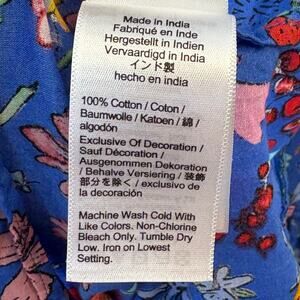 Made in India
Fabriqué en Inde
Hergestellt in Indien
Vervaardigd in India
インド製
hecho en india
100% Cotton / Coton /
Baumwolle / Katoen / 綿 /
algodón
Exclusive Of Decoration /
Sauf Décoration /
Ausgenommen Dekoration
/ Behalve Versiering / 装飾
部分を除く / exclusivo de
la decoración
Machine Wash Cold With
Like Colors. Non-Chlorine
Bleach Only. Tumble Dry
Low. Iron on Lowest
Setting.